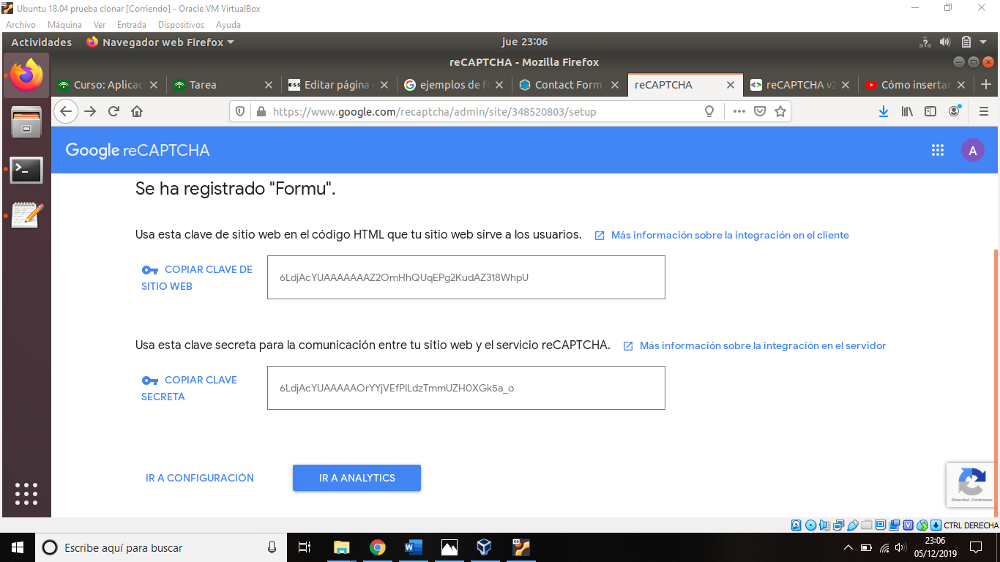 Ubuntu 18.04 prueba clonar [Corriendo] - Oracle VM VirtualBox
Archivo Máquina Ver Entrada Dispositivos Ayuda
Actividades Navegador web Firefox jue 23:06
reCAPTCHA - Mozilla Firefox
Curso: Aplicac Tarea Editar página ejemplos de fo Contact Form reCAPTCHA reCAPTCHA v2 Cómo insertar
https://www.google.com/recaptcha/admin/site/348520803/setup
Google reCAPTCHA A
Se ha registrado "Formu".
Usa esta clave de sitio web en el código HTML que tu sitio web sirve a los usuarios. Más información sobre la integración en el cliente
COPIAR CLAVE DE
SITIO WEB
6LdjAcYUAAAAAAAZ2OmHhQUqEPg2KudAZ318WhpU
Usa esta clave secreta para la comunicación entre tu sitio web y el servicio reCAPTCHA. Más información sobre la integración en el servidor
COPIAR CLAVE
SECRETA
6LdjAcYUAAAAAOrYYjVEfPlLdzTmmUZH0XGk5a_o
IR A CONFIGURACIÓN IR A ANALYTICS
Privacidad - Condiciones
CTRL DERECHA
Escribe aquí para buscar
23:06
05/12/2019